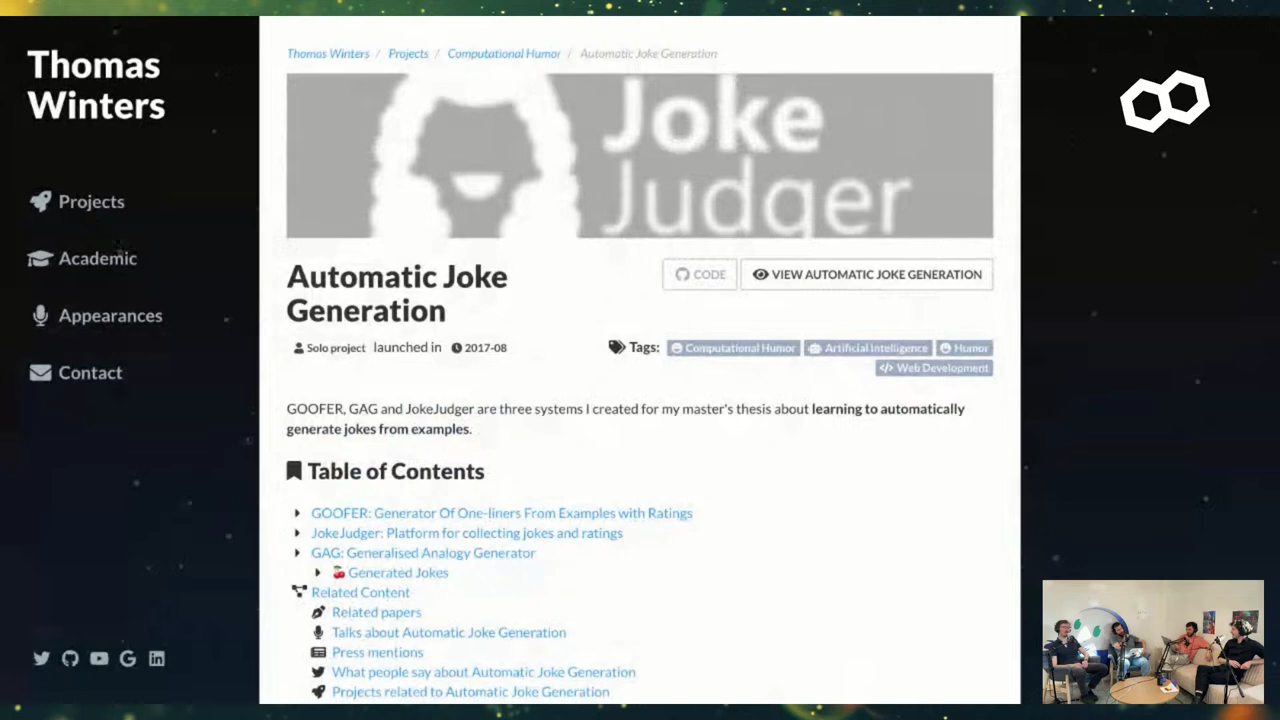 Thomas
Winters
Projects
Academic
Appearances
Contact
Thomas Winters / Projects / Computational Humor / Automatic Joke Generation
Joke
Judger
Automatic Joke
Generation
CODE
VIEW AUTOMATIC JOKE GENERATION
Solo project launched in 2017-08
Tags: Computational Humor Artificial Intelligence Humor
Web Development
GOOFER, GAG and JokeJudger are three systems I created for my master's thesis about learning to automatically
generate jokes from examples.
Table of Contents
GOOFER: Generator Of One-liners From Examples with Ratings
JokeJudger: Platform for collecting jokes and ratings
GAG: Generalised Analogy Generator
🍒 Generated Jokes
Related Content
Related papers
Talks about Automatic Joke Generation
Press mentions
What people say about Automatic Joke Generation
Projects related to Automatic Joke Generation